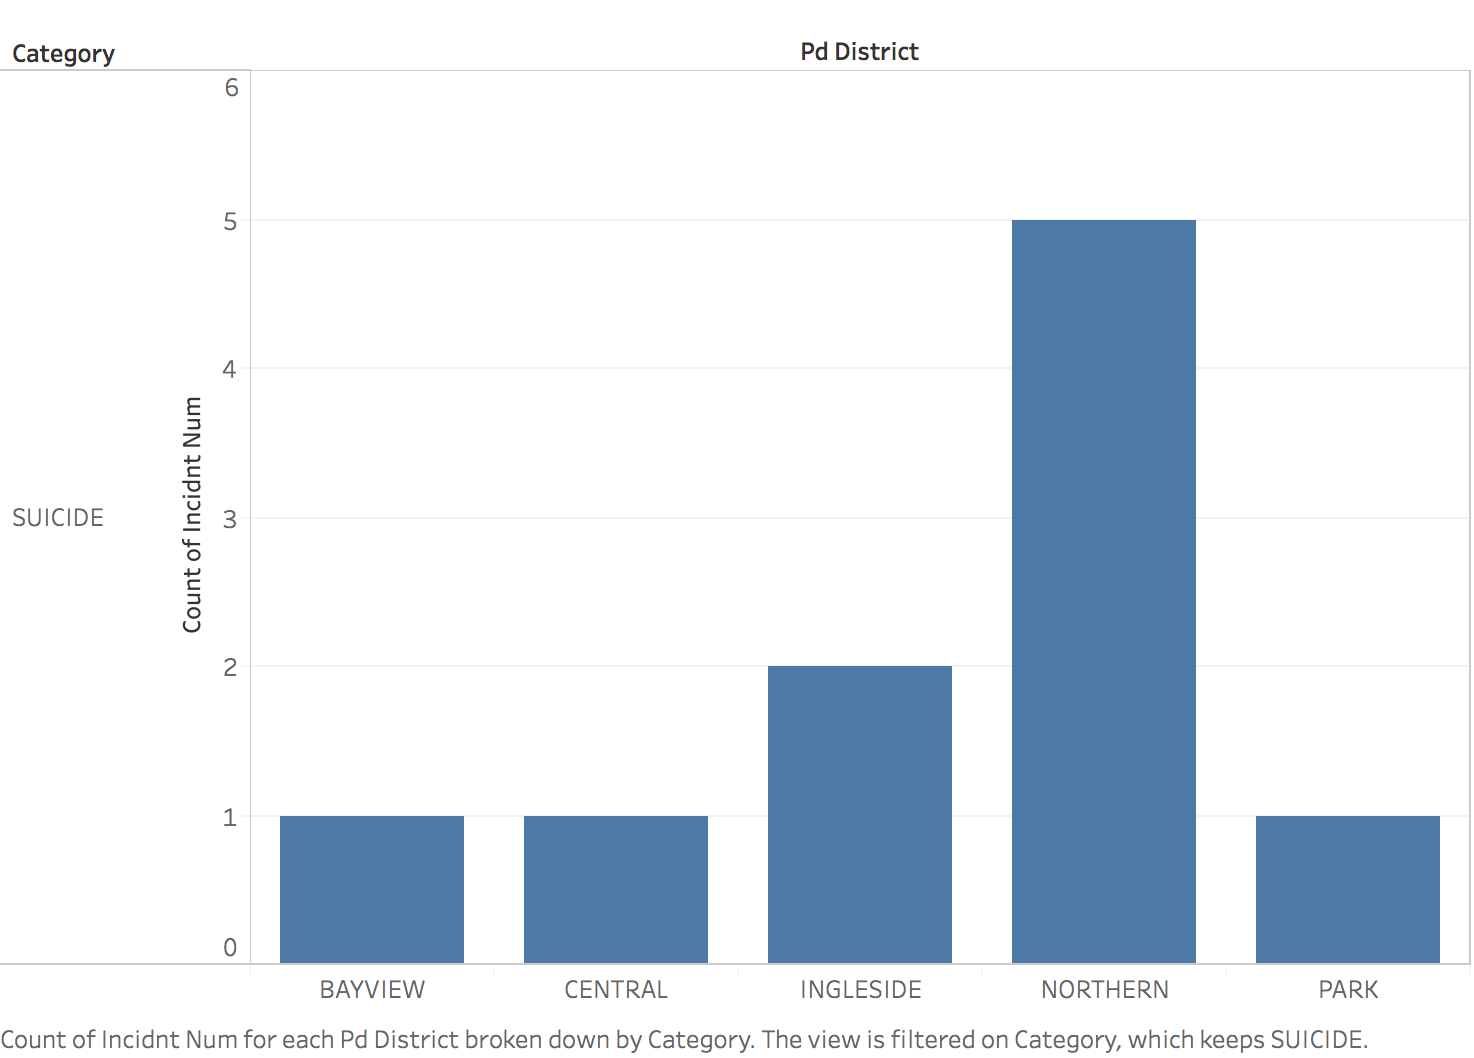 Category
Pd District
6
5
4
3
2
1
0
Count of Incidnt Num
SUICIDE
BAYVIEW CENTRAL INGLESIDE NORTHERN PARK
Count of Incidnt Num for each Pd District broken down by Category. The view is filtered on Category, which keeps SUICIDE.